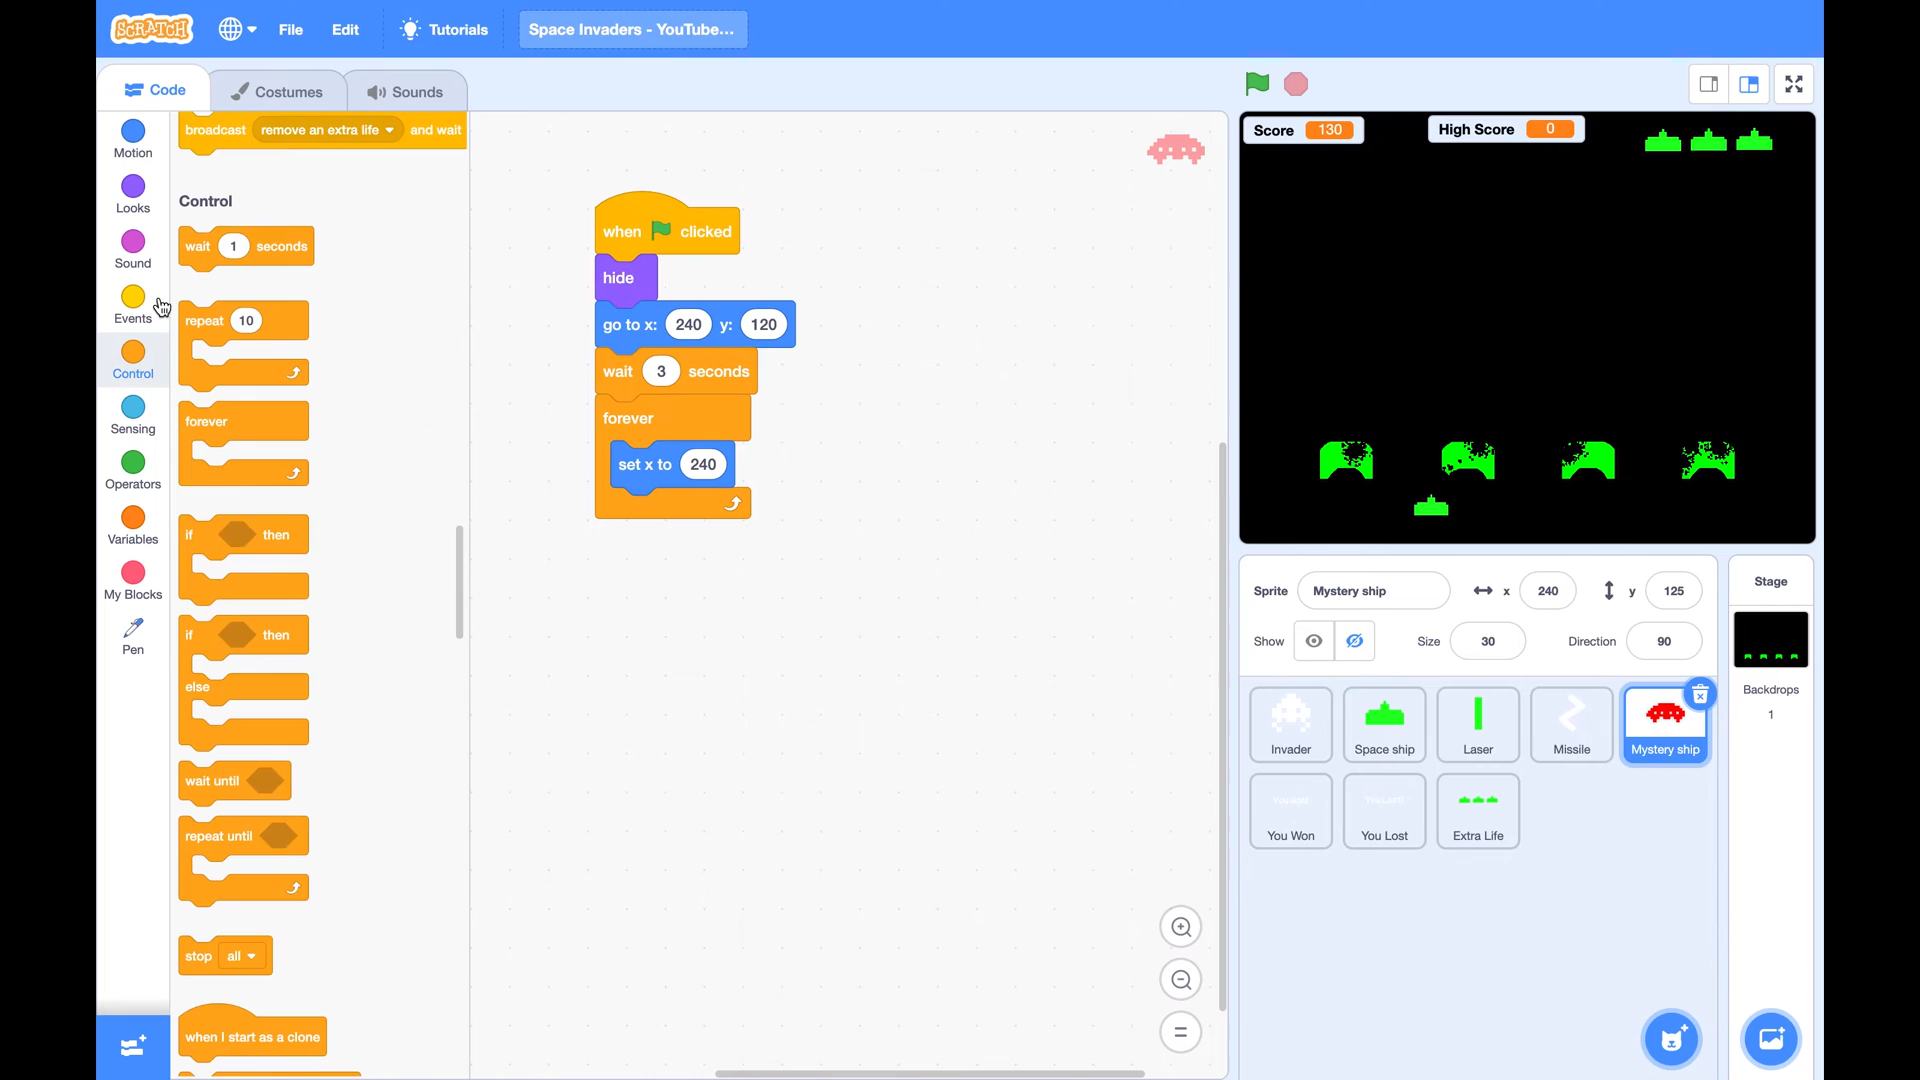 SCRATCH File Edit Tutorials Space Invaders - YouTube...
Code Costumes Sounds
Motion
Looks
Sound
Events
Control
Sensing
Operators
Variables
My Blocks
Pen
broadcast remove an extra life and wait
Control
wait 1 seconds
repeat 10
forever
if then
if then
else
wait until
repeat until
stop all
when I start as a clone
when clicked
hide
go to x: 240 y: 120
wait 3 seconds
forever
set x to 240
Score 130 High Score 0
Sprite Mystery ship x 240 y 125
Show Size 30 Direction 90
Invader Space ship Laser Missile Mystery ship
You Won You Lost Extra Life
Stage
Backdrops
1